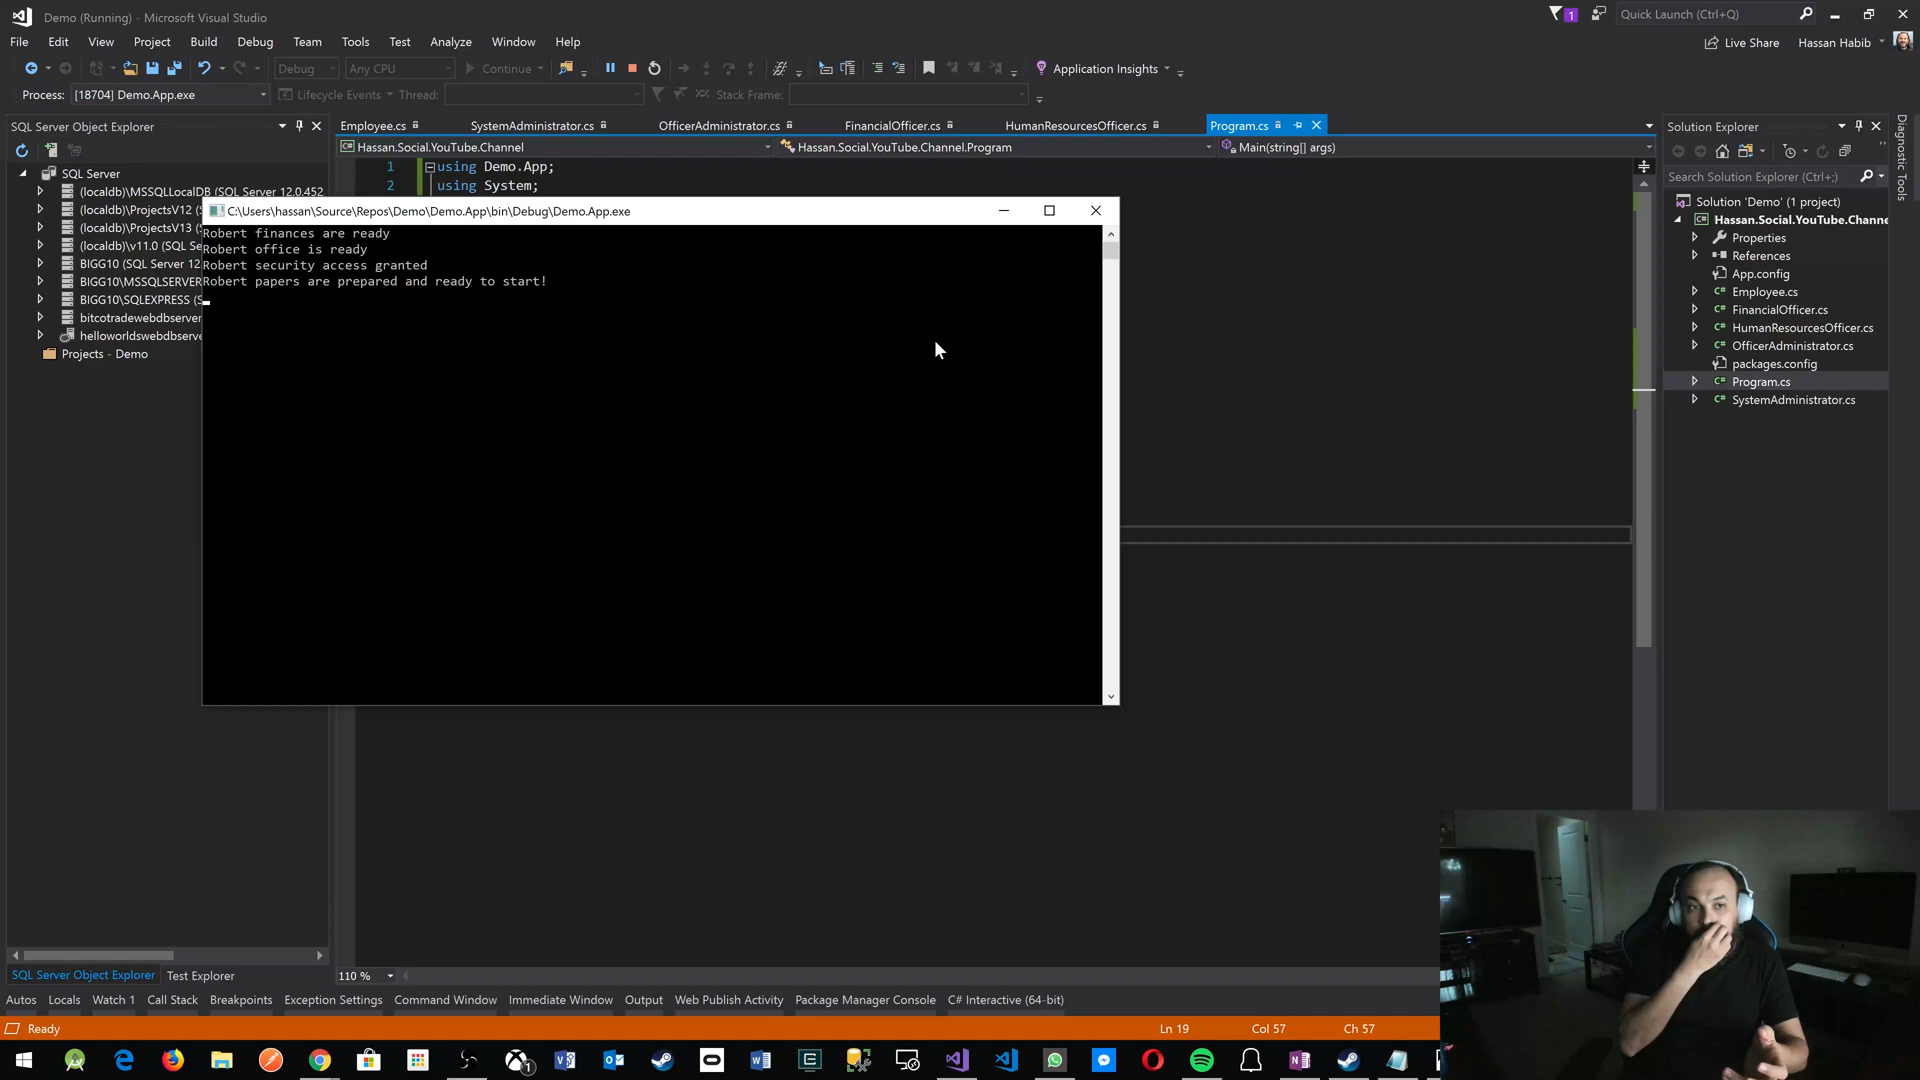 Demo (Running) - Microsoft Visual Studio
1
Quick Launch (Ctrl+Q)
File Edit View Project Build Debug Team Tools Test Analyze Window Help
Live Share
Hassan Habib
Debug
Any CPU
Continue
Application Insights
Process: [18704] Demo.App.exe
Lifecycle Events
Thread:
Stack Frame:
SQL Server Object Explorer
SQL Server
(localdb)\MSSQLLocalDB (SQL Server 12.0.452
(localdb)\ProjectsV12 (
(localdb)\ProjectsV13 (
(localdb)\v11.0 (SQL Se
BIGG10 (SQL Server 12
BIGG10\MSSQLSERVER
BIGG10\SQLEXPRESS (S
bitcotradewebdbserver
helloworldswebdbserve
Projects - Demo
Employee.cs
SystemAdministrator.cs
OfficerAdministrator.cs
FinancialOfficer.cs
HumanResourcesOfficer.cs
Program.cs
Hassan.Social.YouTube.Channel
Hassan.Social.YouTube.Channel.Program
Main(string[] args)
1 using Demo.App;
2 using System;
C:\Users\hassan\Source\Repos\Demo\Demo.App\bin\Debug\Demo.App.exe
Robert finances are ready
Robert office is ready
Robert security access granted
Robert papers are prepared and ready to start!
Solution Explorer
Search Solution Explorer (Ctrl+;)
Solution 'Demo' (1 project)
Hassan.Social.YouTube.Channe
Properties
References
App.config
Employee.cs
FinancialOfficer.cs
HumanResourcesOfficer.cs
OfficerAdministrator.cs
packages.config
Program.cs
SystemAdministrator.cs
Diagnostic Tools
110 %
SQL Server Object Explorer
Test Explorer
Autos Locals Watch 1 Call Stack Breakpoints Exception Settings Command Window Immediate Window Output Web Publish Activity Package Manager Console C# Interactive (64-bit)
Ready
Ln 19
Col 57
Ch 57
1